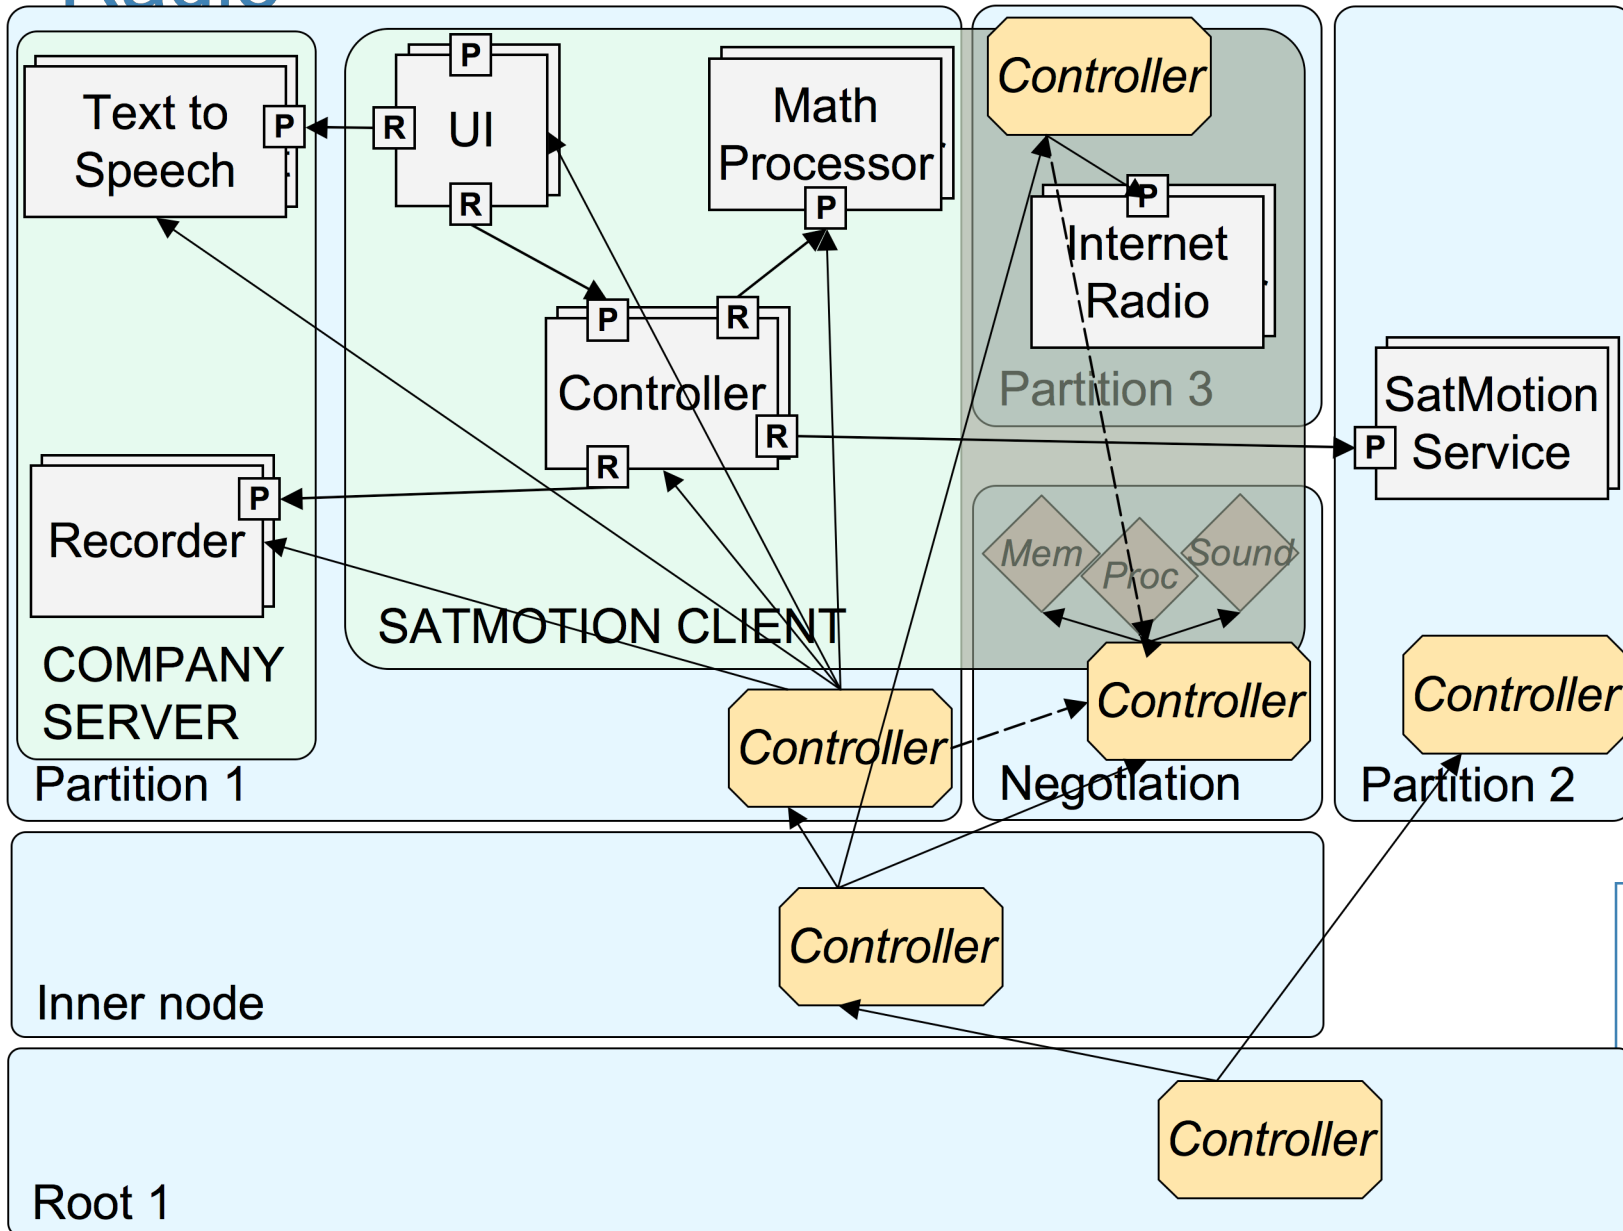 Radio
P
Controller
Text to
Speech
P
R
UI
Math
Processor
R
P
P
Internet
Radio
P
R
Controller
Partition 3
R
SatMotion
Service
P
R
P
Recorder
Mem
Proc
Sound
SATMOTION CLIENT
COMPANY
SERVER
Controller
Controller
Controller
Partition 1
Negotiation
Partition 2
Controller
Inner node
Controller
Root 1